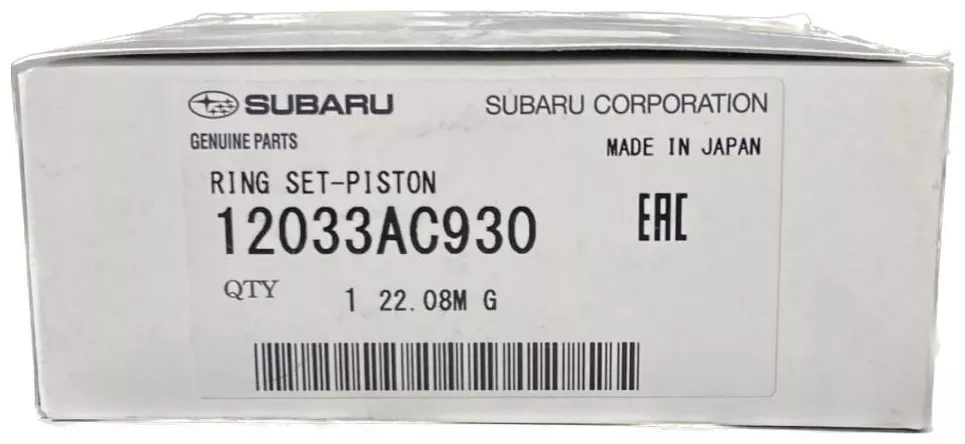 SUBARU SUBARU CORPORATION
GENUINE PARTS MADE IN JAPAN
RING SET-PISTON
12033AC930 EAC
QTY 1 22.08M G